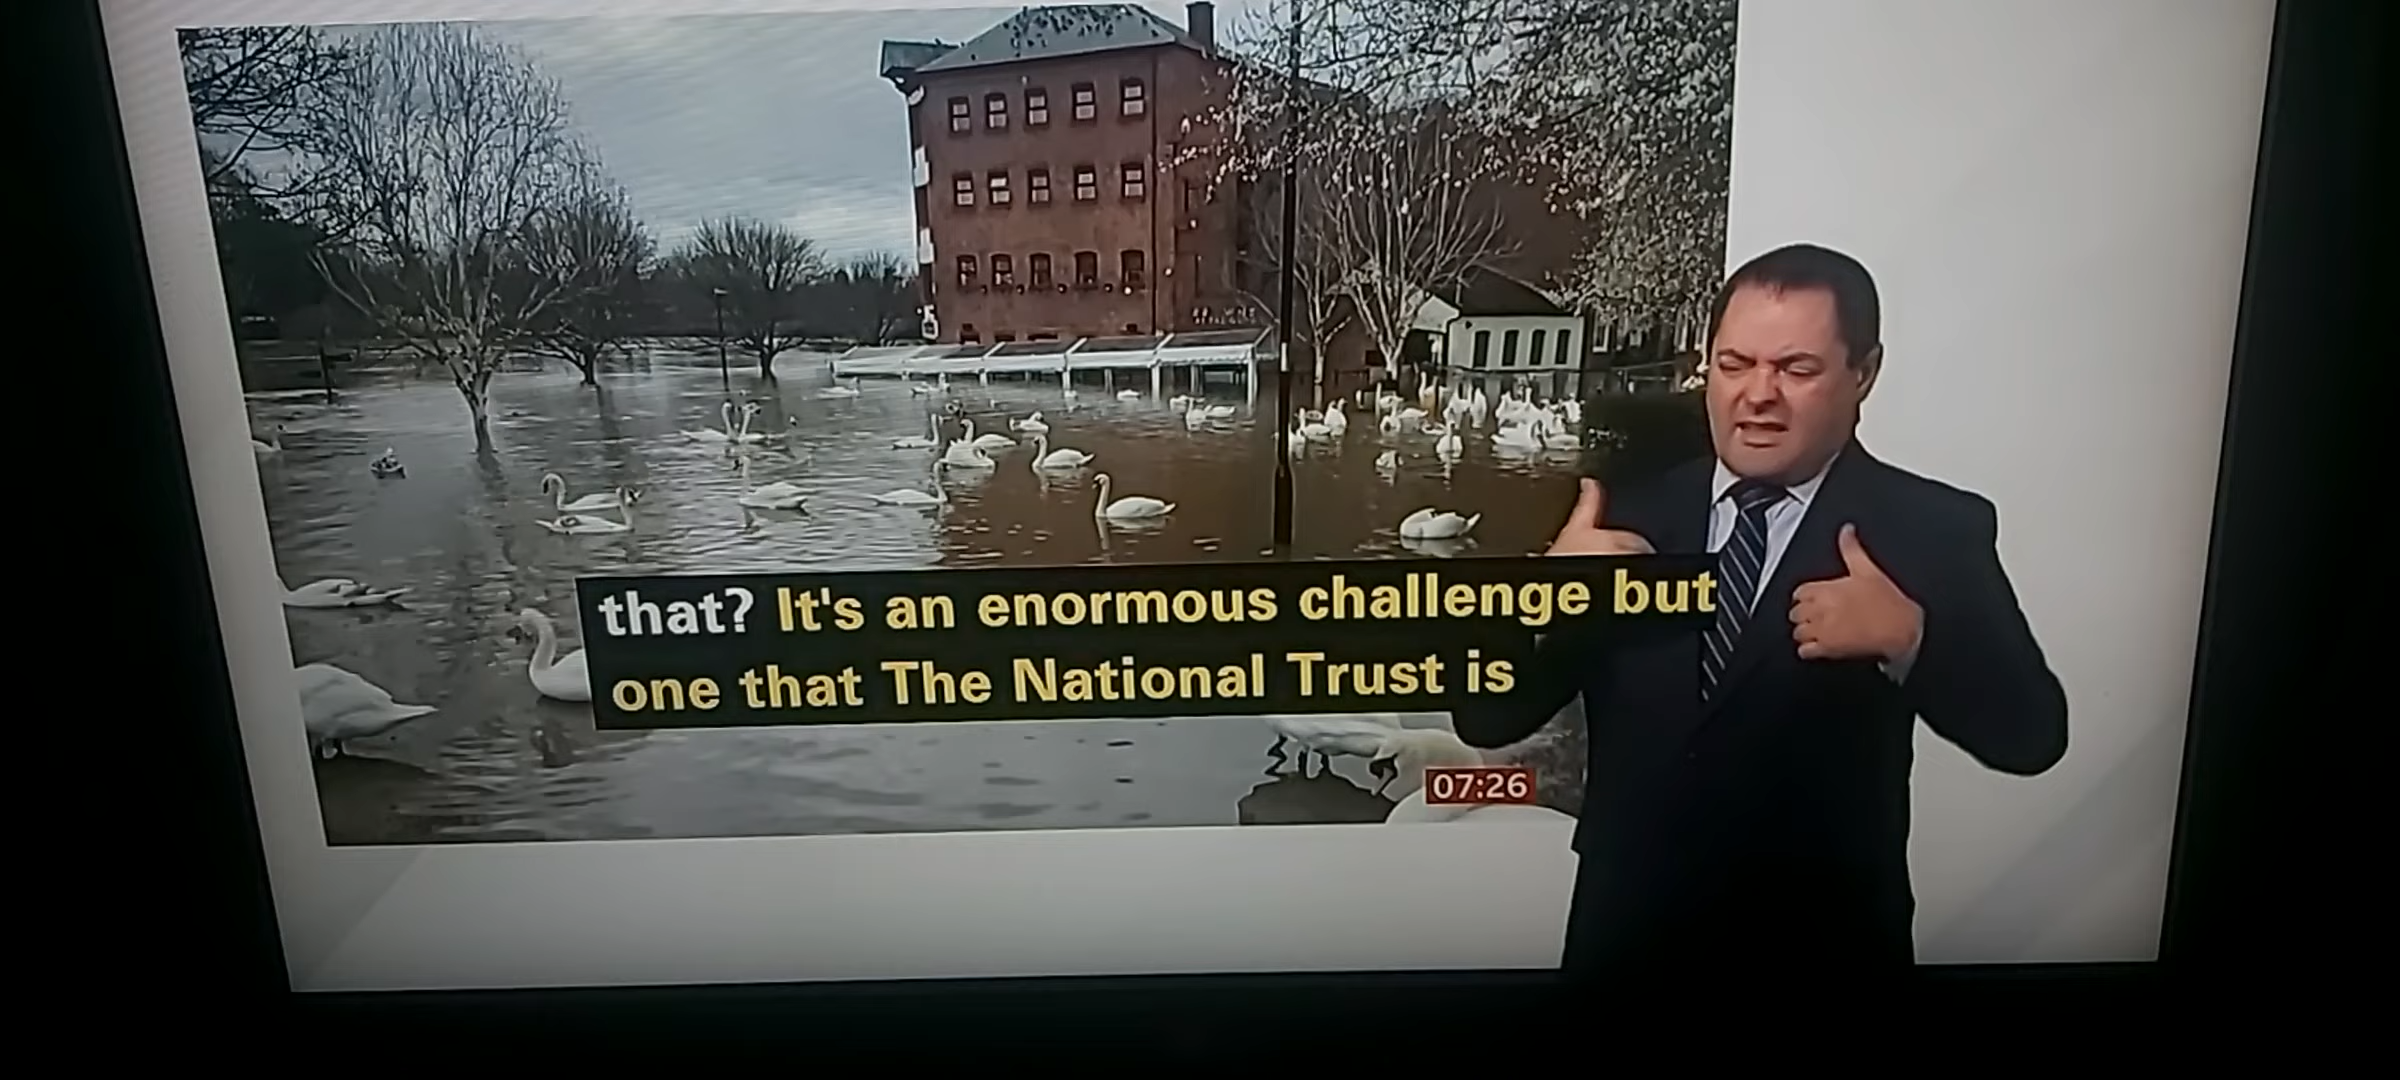 that? It's an enormous challenge but
one that The National Trust is
07:26